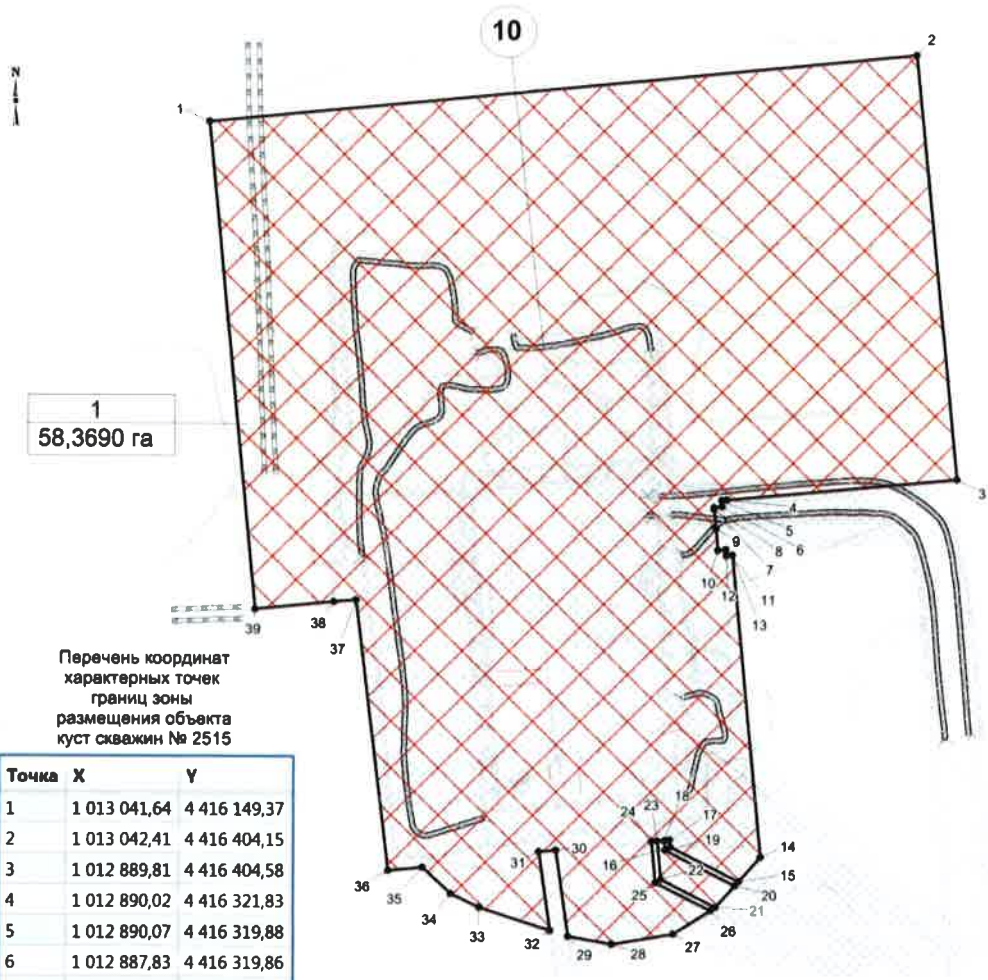 10
N
1
2
1
58,3690 га
3
4
5
6
8
9
7
10
12
11
13
39
38
37
Перечень координат
характерных точек
границ зоны
размещения объекта
куст скважин № 2515
Точка X Y
1 1 013 041,64 4 416 149,37
2 1 013 042,41 4 416 404,15
3 1 012 889,81 4 416 404,58
4 1 012 890,02 4 416 321,83
5 1 012 890,07 4 416 319,88
6 1 012 887,83 4 416 319,86
18
17
23
24
19
16
14
15
22
20
25
21
26
30
31
36
35
34
33
32
29
28
27